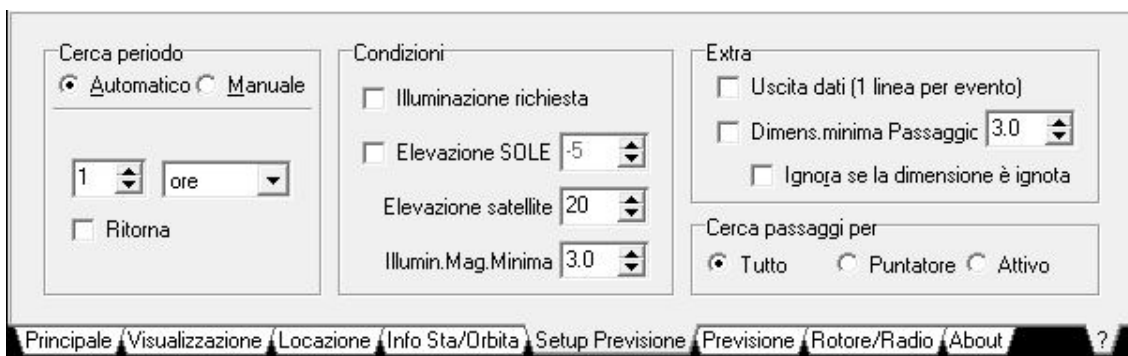 Cerca periodo
Automatico Manuale
1 ore
Ritorna
Condizioni
Illuminazione richiesta
Elevazione SOLE -5
Elevazione satellite 20
Illumin.Mag.Minima 3.0
Extra
Uscita dati (1 linea per evento)
Dimens.minima Passaggic 3.0
Ignora se la dimensione è ignota
Cerca passaggi per
Tutto Puntatore Attivo
Principale Visualizzazione Locazione Info Sta/Orbita Setup Previsione Previsione Rotore/Radio About ?